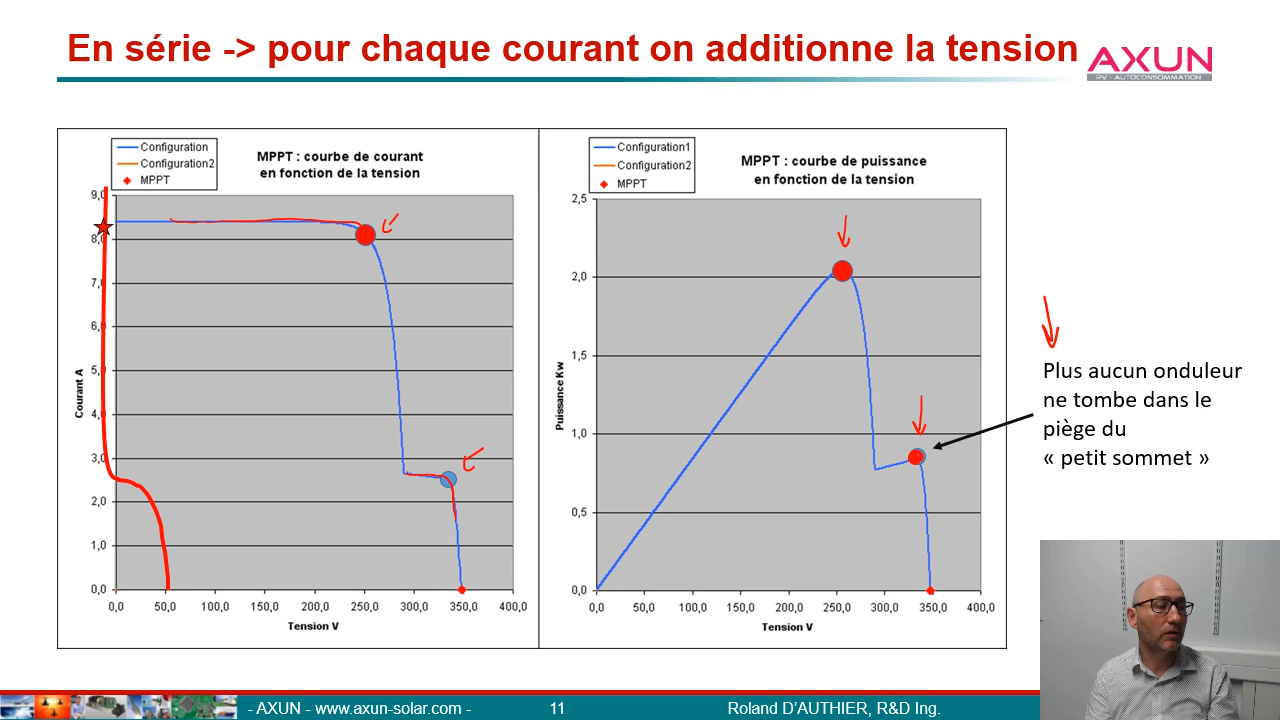 En série -> pour chaque courant on additionne la tension
AXUN
PV - AUTOCONSOMMATION
Configuration
Configuration2
MPPT
MPPT : courbe de courant
en fonction de la tension
9,0
8,0
7,0
6,0
5,0
4,0
3,0
2,0
1,0
0,0
Courant A
0,0 50,0 100,0 150,0 200,0 250,0 300,0 350,0 400,0
Tension V
Configuration1
Configuration2
MPPT
MPPT : courbe de puissance
en fonction de la tension
2,5
2,0
1,5
1,0
0,5
0,0
Puissance Kw
0,0 50,0 100,0 150,0 200,0 250,0 300,0 350,0 400,0
Tension V
Plus aucun onduleur
ne tombe dans le
piège du
« petit sommet »
- AXUN - www.axun-solar.com - 11 Roland D'AUTHIER, R&D Ing.